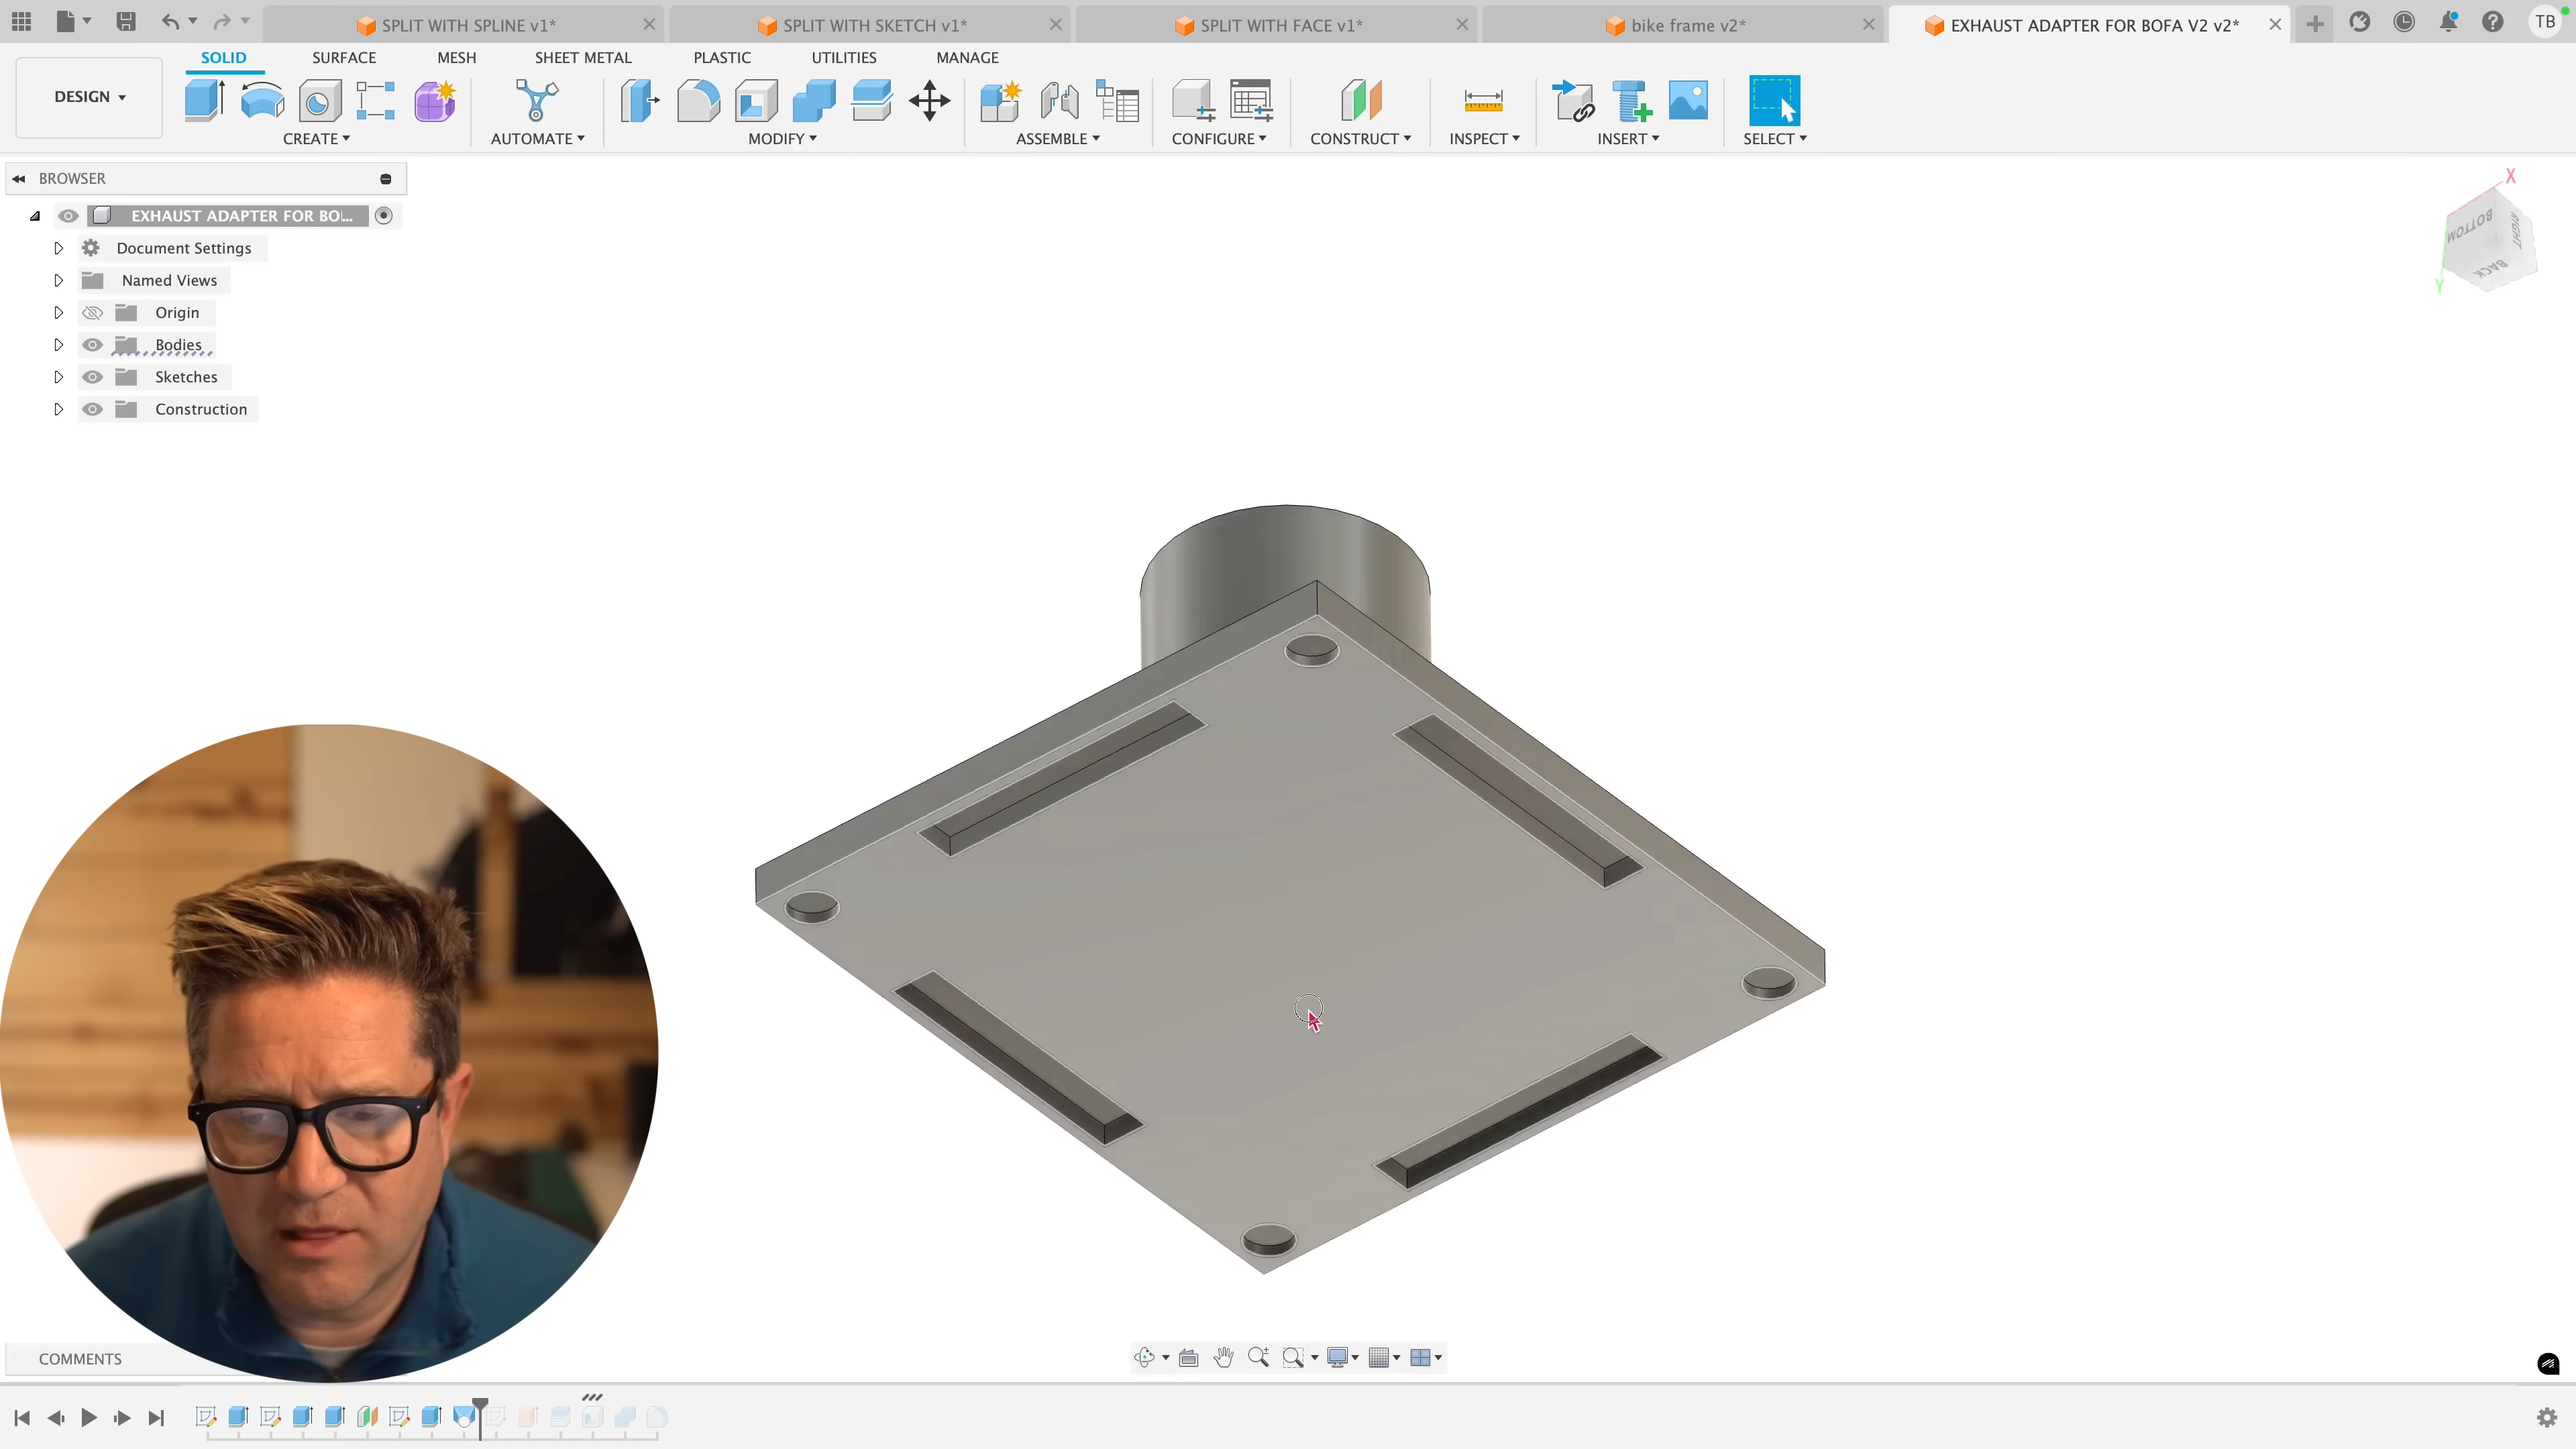 SPLIT WITH SPLINE v1*
SPLIT WITH SKETCH v1*
SPLIT WITH FACE v1*
bike frame v2*
EXHAUST ADAPTER FOR BOFA V2 v2*
TB
DESIGN
SOLID
SURFACE
MESH
SHEET METAL
PLASTIC
UTILITIES
MANAGE
CREATE
AUTOMATE
MODIFY
ASSEMBLE
CONFIGURE
CONSTRUCT
INSPECT
INSERT
SELECT
BROWSER
EXHAUST ADAPTER FOR BO...
Document Settings
Named Views
Origin
Bodies
Sketches
Construction
X
BOTTOM
RIGHT
BACK
Y
COMMENTS